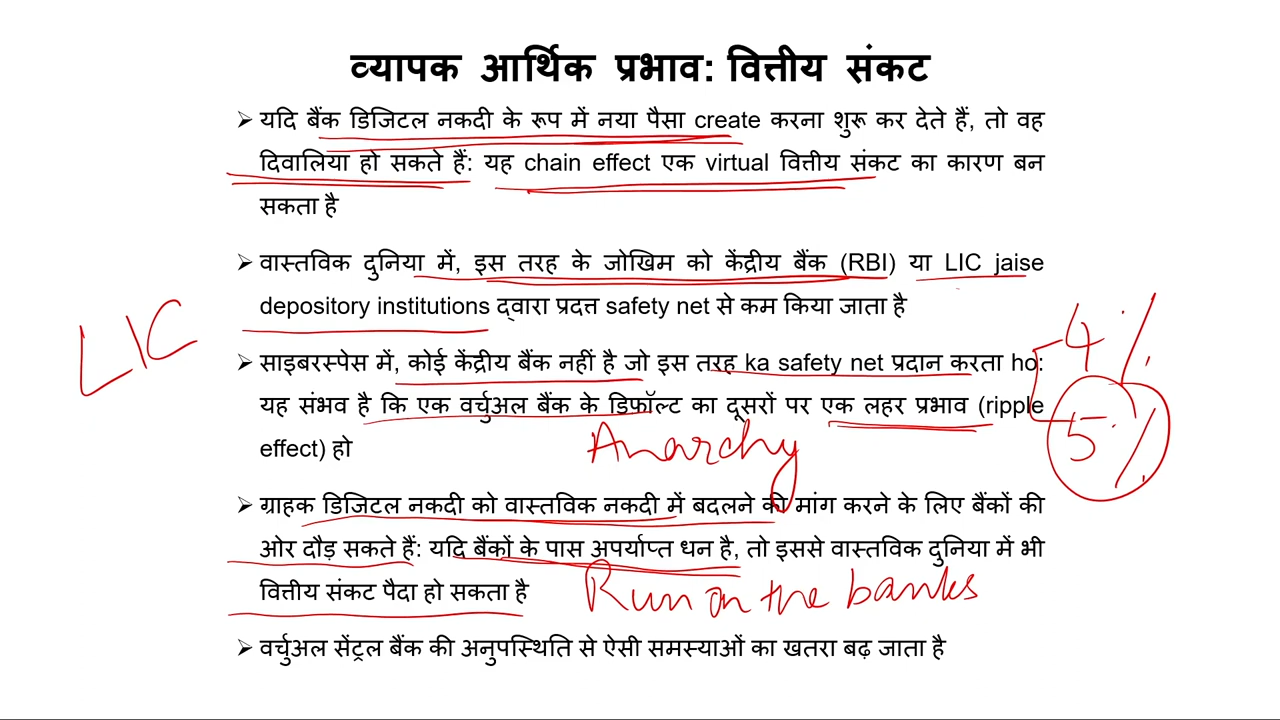 व्यापक आर्थिक प्रभाव: वित्तीय संकट
➢ यदि बैंक डिजिटल नकदी के रूप में नया पैसा create करना शुरू कर देते हैं, तो वह
दिवालिया हो सकते हैं: यह chain effect एक virtual वित्तीय संकट का कारण बन
सकता है
➢ वास्तविक दुनिया में, इस तरह के जोखिम को केंद्रीय बैंक (RBI) या LIC jaise
depository institutions द्वारा प्रदत्त safety net से कम किया जाता है
LIC
4%
➢ साइबरस्पेस में, कोई केंद्रीय बैंक नहीं है जो इस तरह ka safety net प्रदान करता ho:
यह संभव है कि एक वर्चुअल बैंक के डिफ़ॉल्ट का दूसरों पर एक लहर प्रभाव (ripple
5%
effect) हो
Anarchy
➢ ग्राहक डिजिटल नकदी को वास्तविक नकदी में बदलने की मांग करने के लिए बैंकों की
ओर दौड़ सकते हैं: यदि बैंकों के पास अपर्याप्त धन है, तो इससे वास्तविक दुनिया में भी
वित्तीय संकट पैदा हो सकता है
Run on the banks
➢ वर्चुअल सेंट्रल बैंक की अनुपस्थिति से ऐसी समस्याओं का खतरा बढ़ जाता है